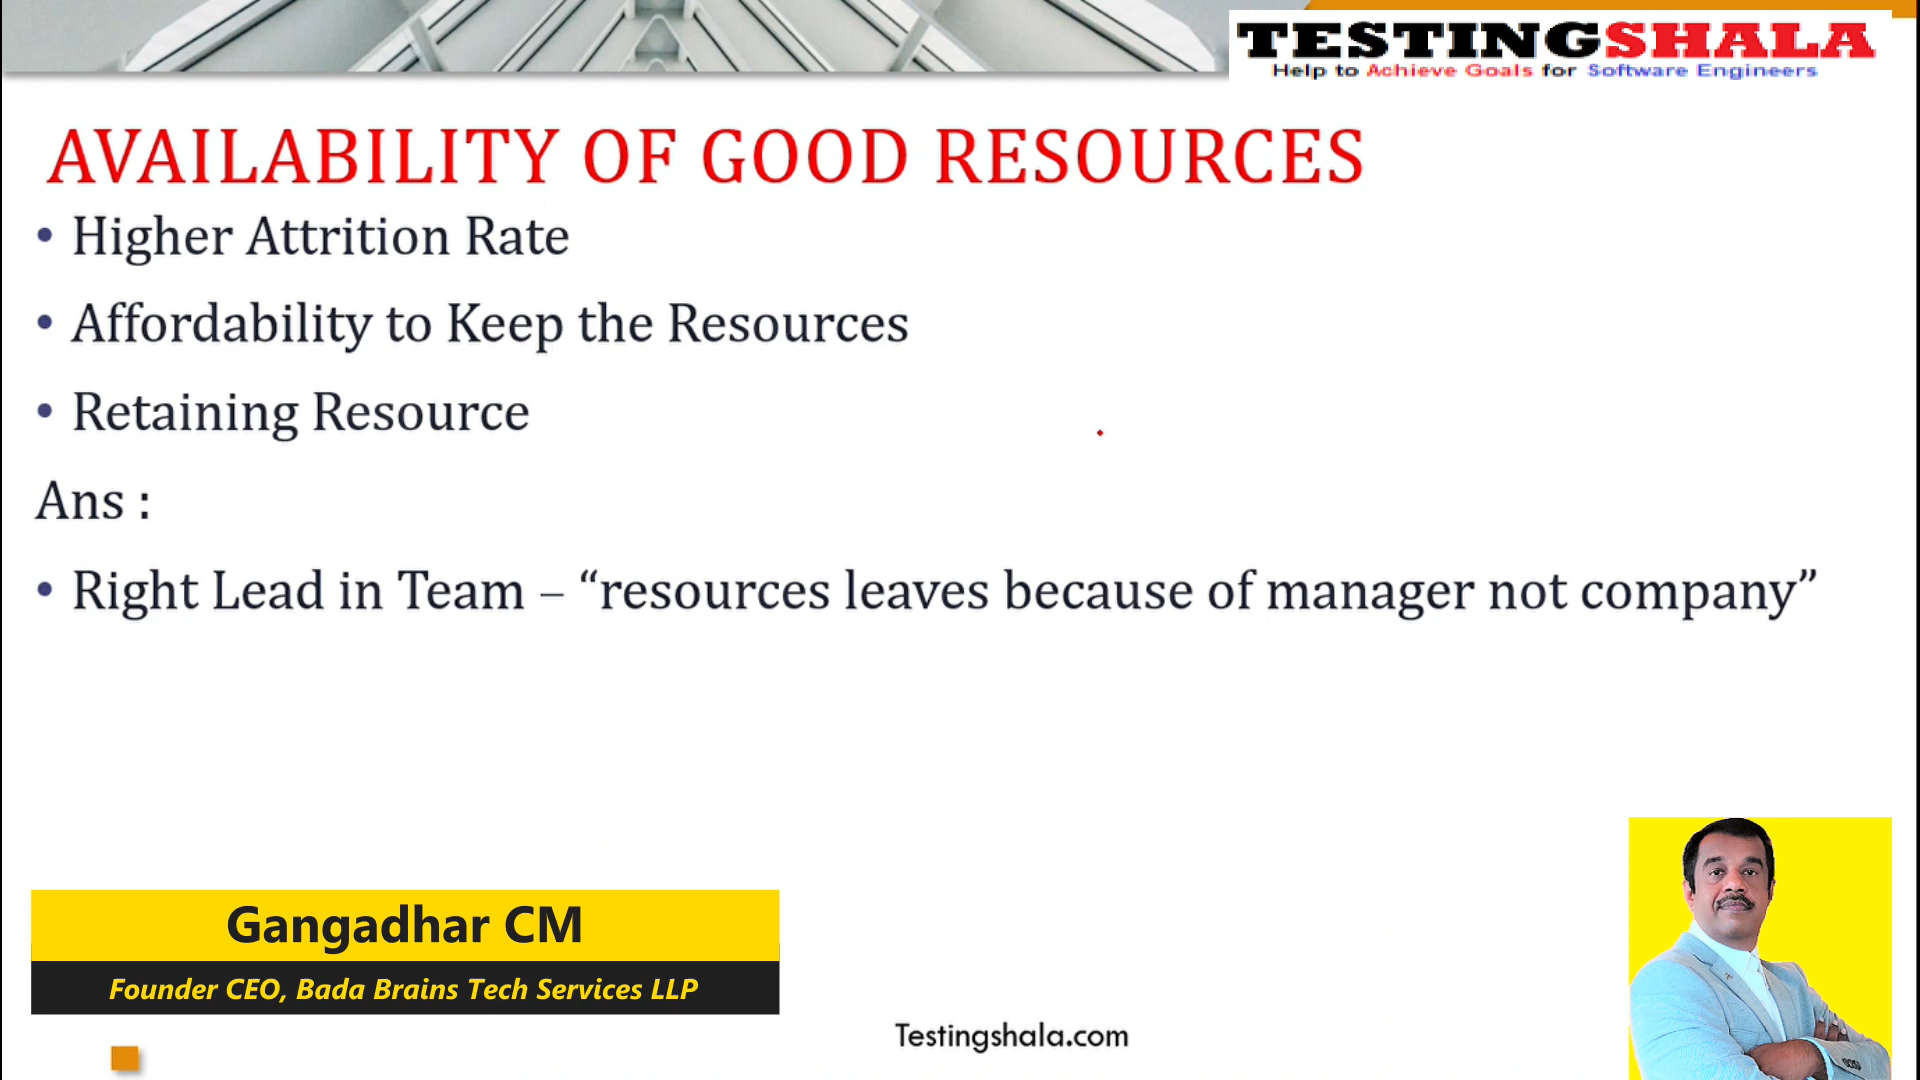 TESTINGSHALA
Help to Achieve Goals for Software Engineers
AVAILABILITY OF GOOD RESOURCES
• Higher Attrition Rate
• Affordability to Keep the Resources
• Retaining Resource
Ans :
• Right Lead in Team – “resources leaves because of manager not company”
Gangadhar CM
Founder CEO, Bada Brains Tech Services LLP
Testingshala.com